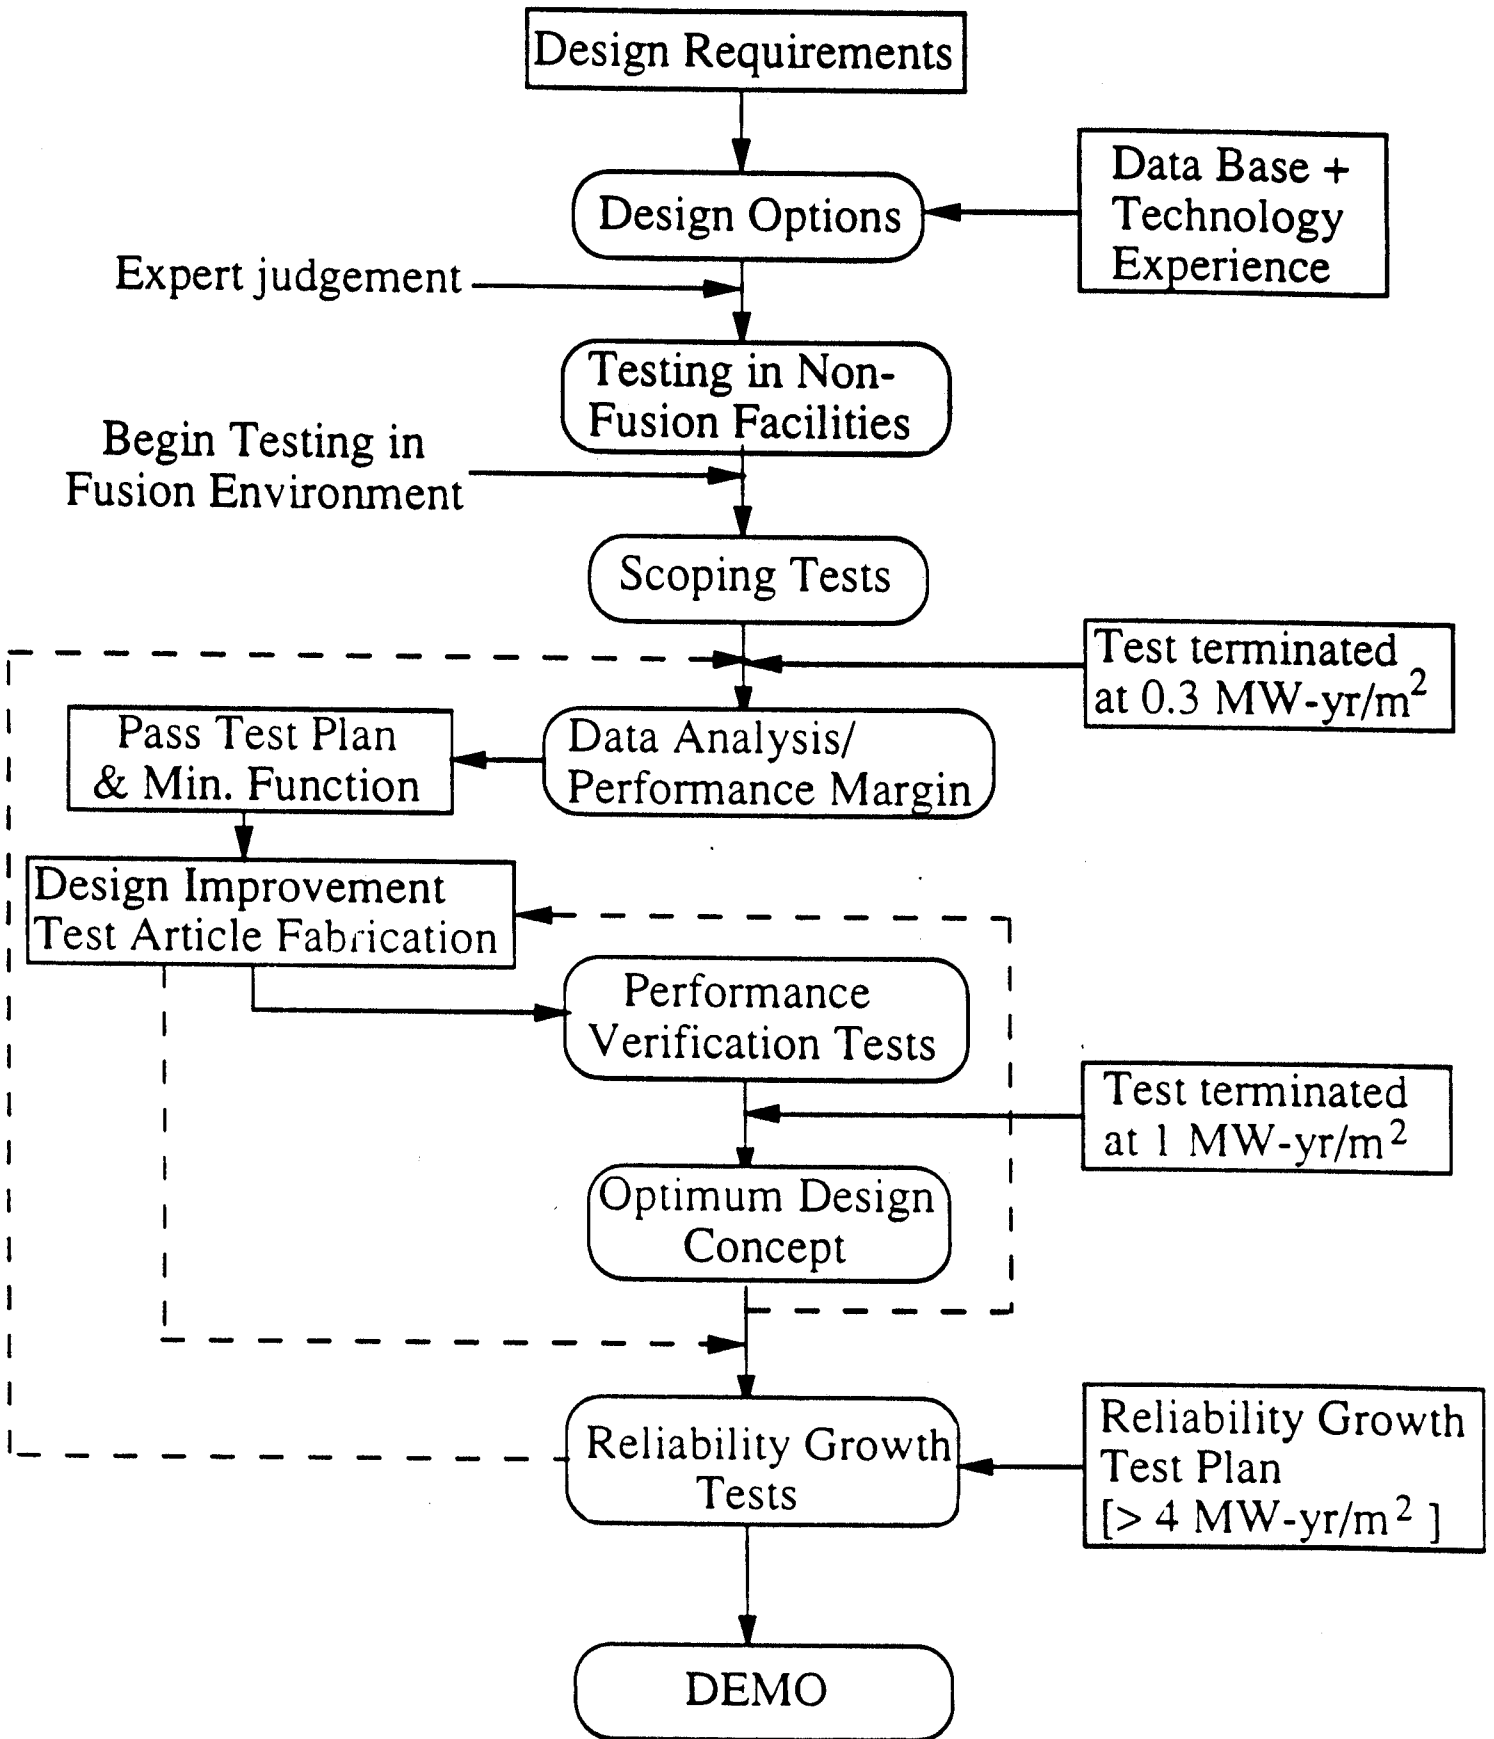 Design Requirements
Data Base +
Technology
Experience
Design Options
Expert judgement
Testing in Non-
Fusion Facilities
Begin Testing in
Fusion Environment
Scoping Tests
Test terminated
at 0.3 MW-yr/m²
Pass Test Plan
& Min. Function
Data Analysis/
Performance Margin
Design Improvement
Test Article Fabrication
Performance
Verification Tests
Test terminated
at 1 MW-yr/m²
Optimum Design
Concept
Reliability Growth
Tests
Reliability Growth
Test Plan
[> 4 MW-yr/m² ]
DEMO